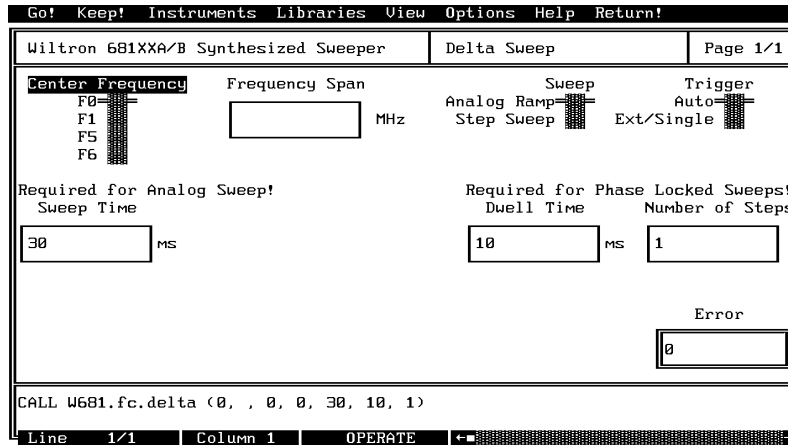 Go! Keep! Instruments Libraries View Options Help Return!
Wiltron 681XXA/B Synthesized Sweeper
Delta Sweep
Page 1/1
Center Frequency
F0
F1
F5
F6
Frequency Span
MHz
Sweep
Analog Ramp
Step Sweep
Trigger
Auto
Ext/Single
Required for Analog Sweep!
Sweep Time
30 ms
Required for Phase Locked Sweeps!
Dwell Time
10 ms
Number of Steps
1
Error
0
CALL W681.fc.delta (0, , 0, 0, 30, 10, 1)
Line 1/1 Column 1 OPERATE